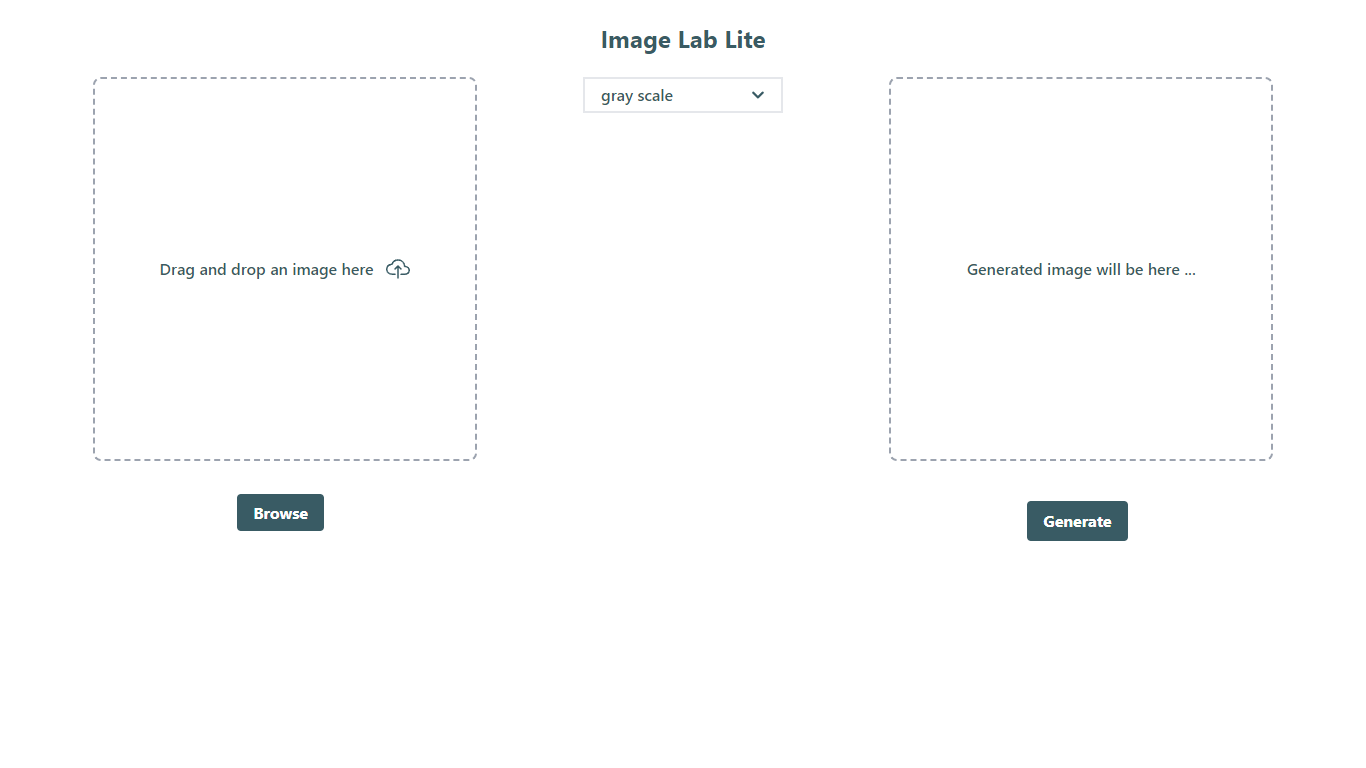 Image Lab Lite
gray scale
Drag and drop an image here
Generated image will be here ...
Browse
Generate